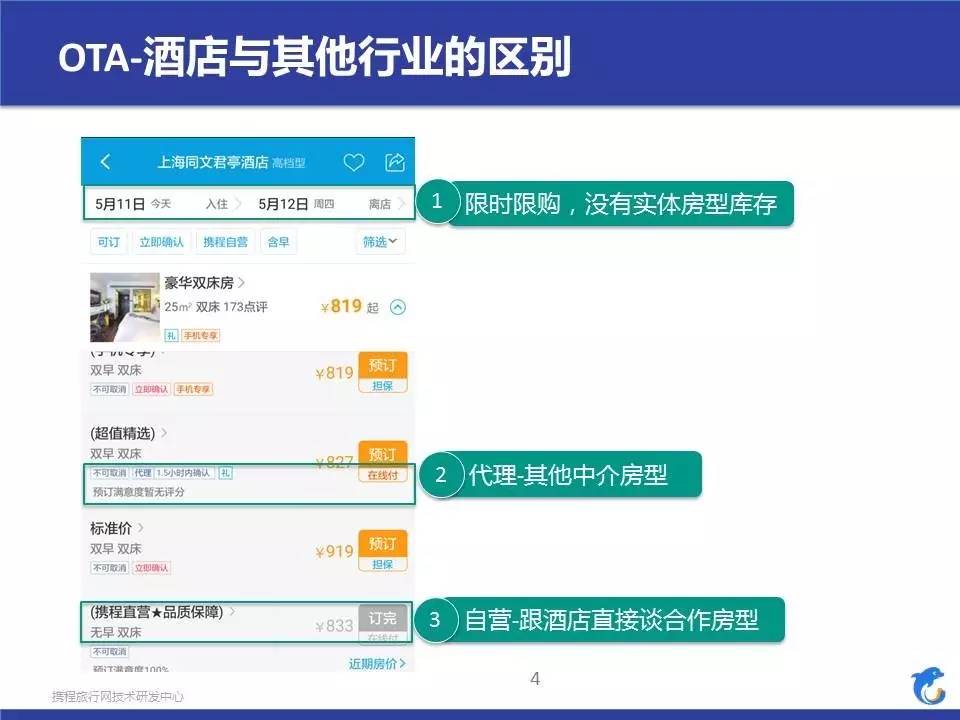 OTA-酒店与其他行业的区别
上海同文君亭酒店 高档型
5月11日 今天 入住 5月12日 周四 离店
1 限时限购，没有实体房型库存
可订 立即确认 携程自营 含早 筛选
豪华双床房
25㎡ 双床 173点评 ¥819 起
礼 手机专享
(手机专享)
双早 双床 ¥819 预订
不可取消 立即确认 手机专享 担保
(超值精选)
双早 双床 ¥827 预订
不可取消 代理 1.5小时内确认 礼 在线付
预订满意度暂无评分
2 代理-其他中介房型
标准价
双早 双床 ¥919 预订
不可取消 立即确认 担保
(携程直营★品质保障)
无早 双床 ¥833 订完
在线付
3 自营-跟酒店直接谈合作房型
不可取消
预订满意度100%
近期房价
4
携程旅行网技术研发中心